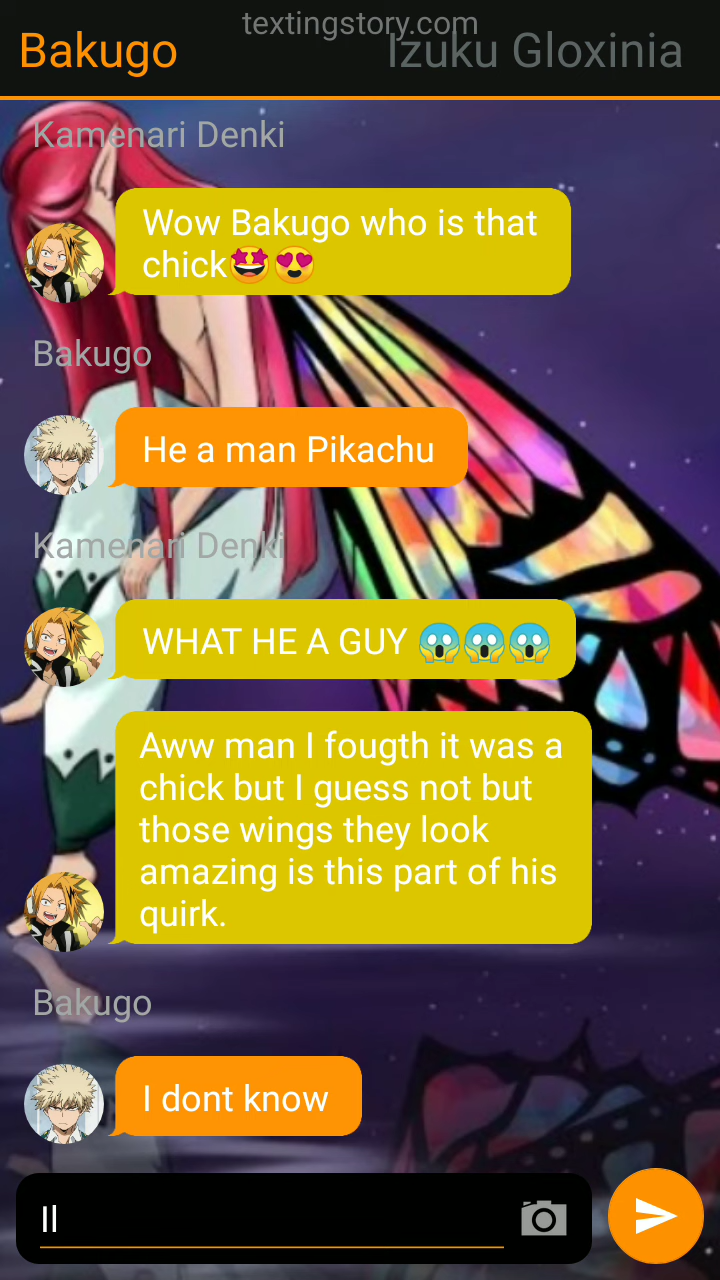 textingstory.com
Bakugo
Izuku Gloxinia
Kamenari Denki
Wow Bakugo who is that
chick🤩😍
Bakugo
He a man Pikachu
Kamenari Denki
WHAT HE A GUY 😱😱😱
Aww man I fougth it was a
chick but I guess not but
those wings they look
amazing is this part of his
quirk.
Bakugo
I dont know
II